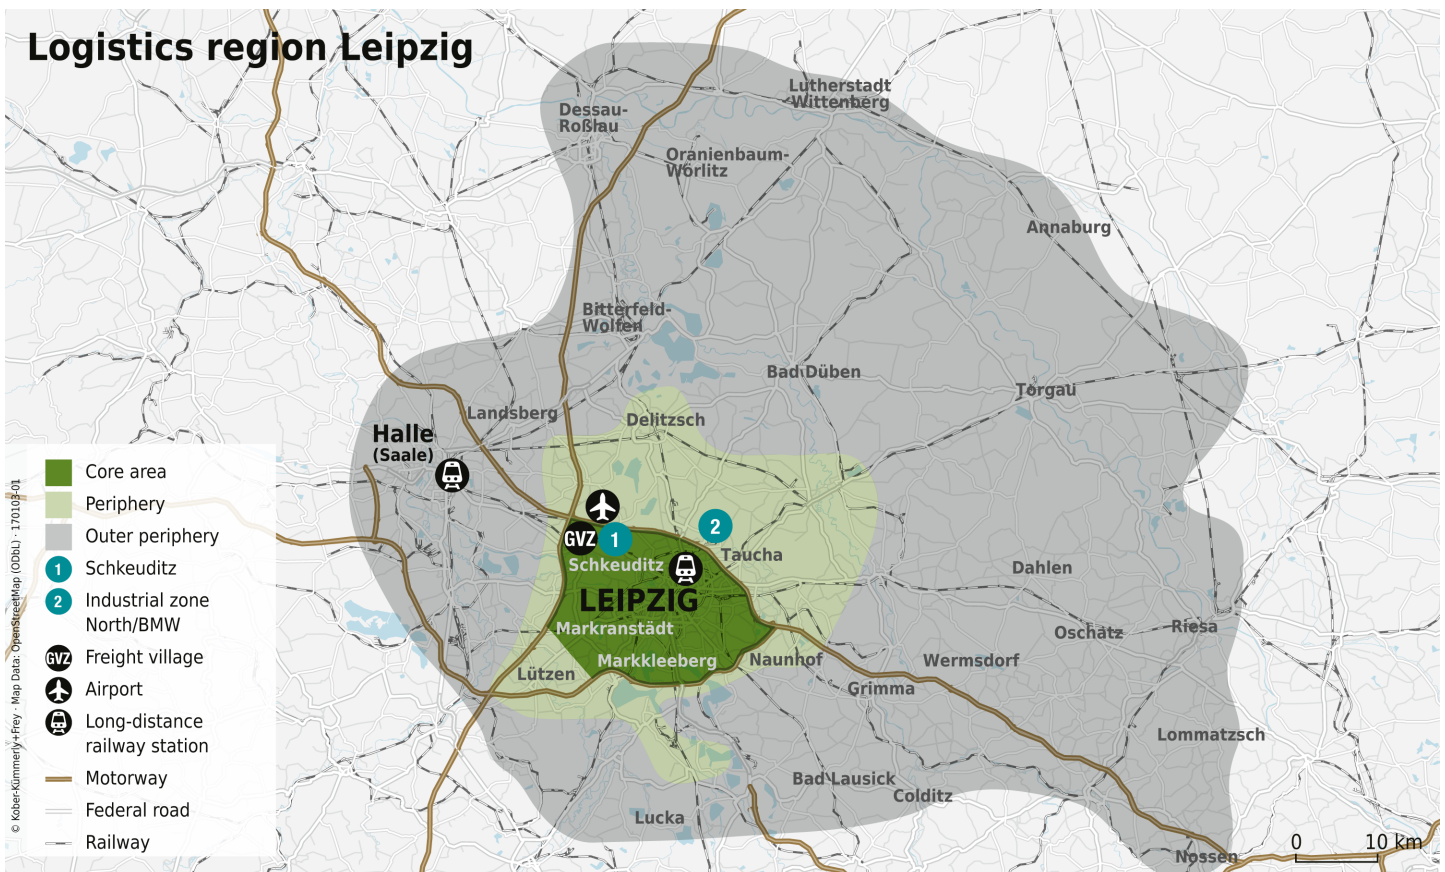 Logistics region Leipzig
Lutherstadt
Wittenberg
Dessau-
Roßlau
Oranienbaum-
Wörlitz
Annaburg
Bitterfeld-
Wolfen
Bad Düben
Torgau
Landsberg
Delitzsch
Halle
(Saale)
GVZ
1
2
Schkeuditz
Taucha
LEIPZIG
Dahlen
Markranstädt
Oschatz
Riesa
Markkleeberg
Naunhof
Wermsdorf
Lützen
Grimma
Lommatzsch
Bad Lausick
Colditz
Lucka
Nossen
0 10 km
Core area
Periphery
Outer periphery
1 Schkeuditz
2 Industrial zone
North/BMW
GVZ Freight village
Airport
Long-distance
railway station
Motorway
Federal road
Railway
© Kober-Kümmerly+Frey · Map Data: OpenStreetMap (ODbL) · 170103-01